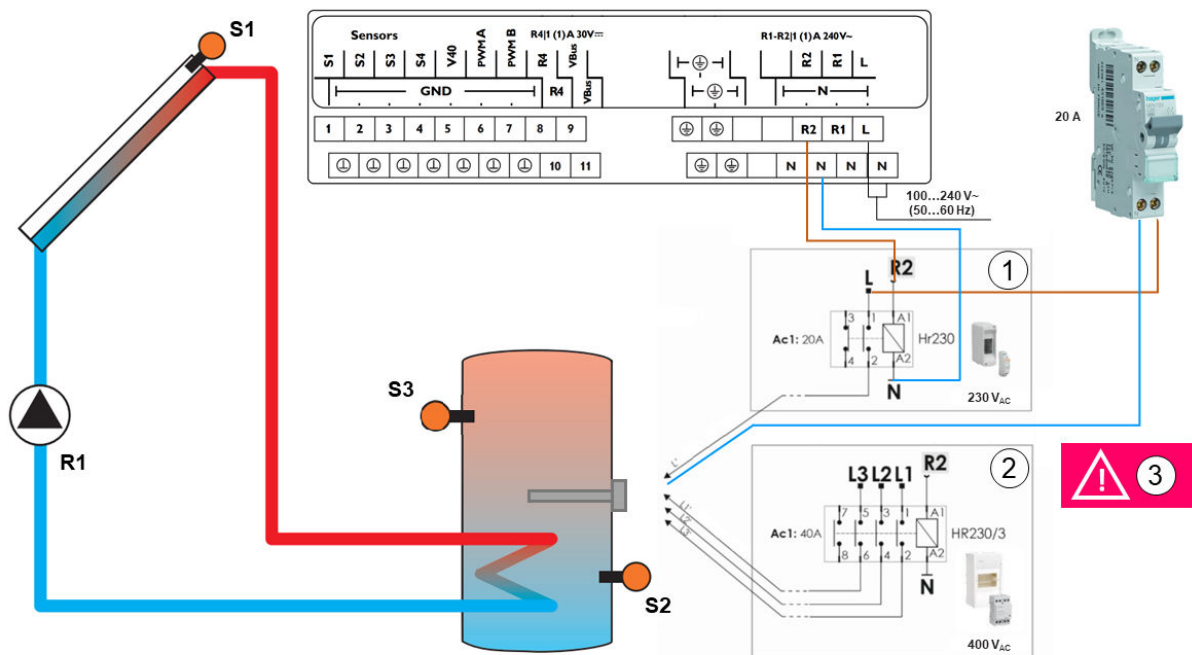 S1
Sensors
R4|1 (1) A 30V⎓
R1-R2|1 (1) A 240V~
S1 S2 S3 S4 V40 PWM A PWM B R4 VBus
R2 R1 L
GND R4 VBus
N
1 2 3 4 5 6 7 8 9
R2 R1 L
10 11
N N N N
100...240 V~
(50...60 Hz)
20 A
hager
1
R2
L
3 1 A1
Ac1: 20A
Hr230
4 2 A2
N
230 VAC
S3
R1
L'
2
L3 L2 L1 R2
L1'
L2'
L3'
7 5 3 1 A1
Ac1: 40A
HR230/3
8 6 4 2 A2
N
400 VAC
3
S2